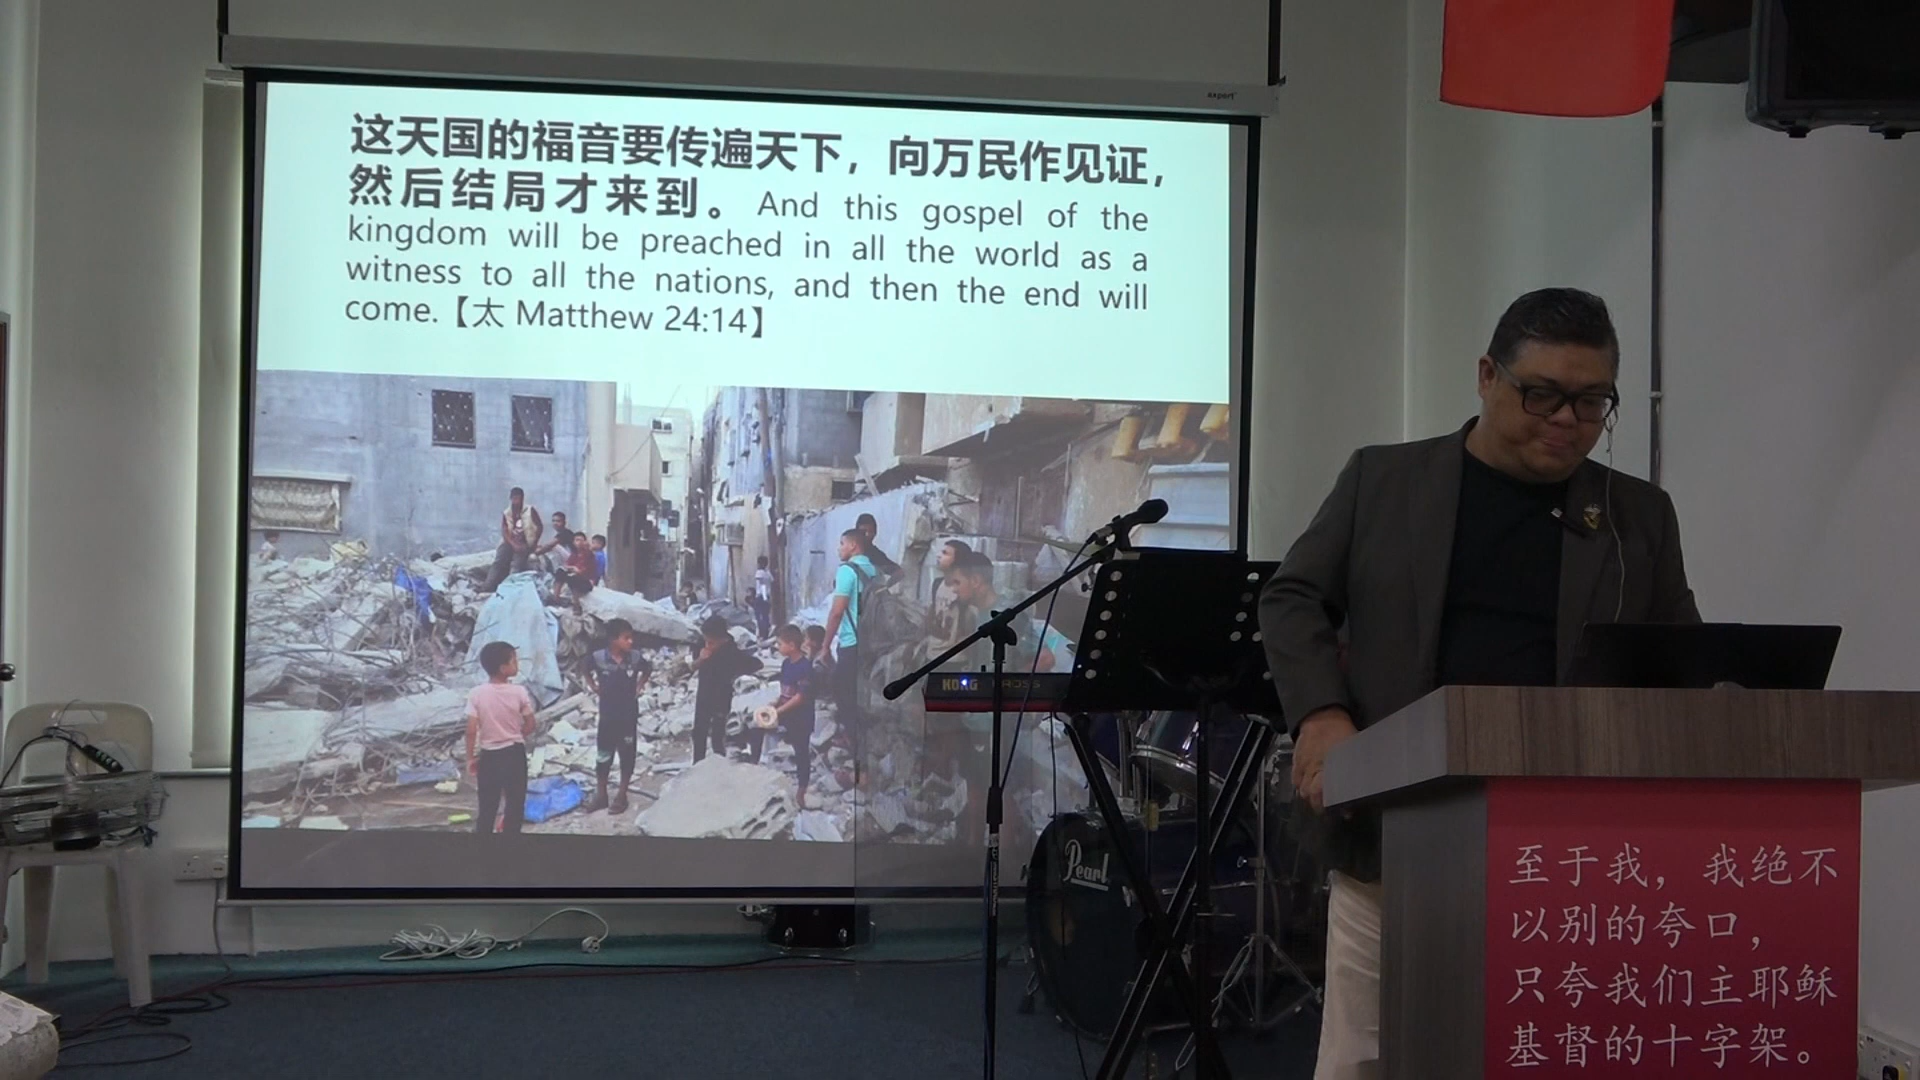 expert
这天国的福音要传遍天下，向万民作见证，
然后结局才来到。And this gospel of the
kingdom will be preached in all the world as a
witness to all the nations, and then the end will
come.【太 Matthew 24:14】
KORG KROSS
Pearl
至于我，我绝不
以别的夸口，
只夸我们主耶稣
基督的十字架。